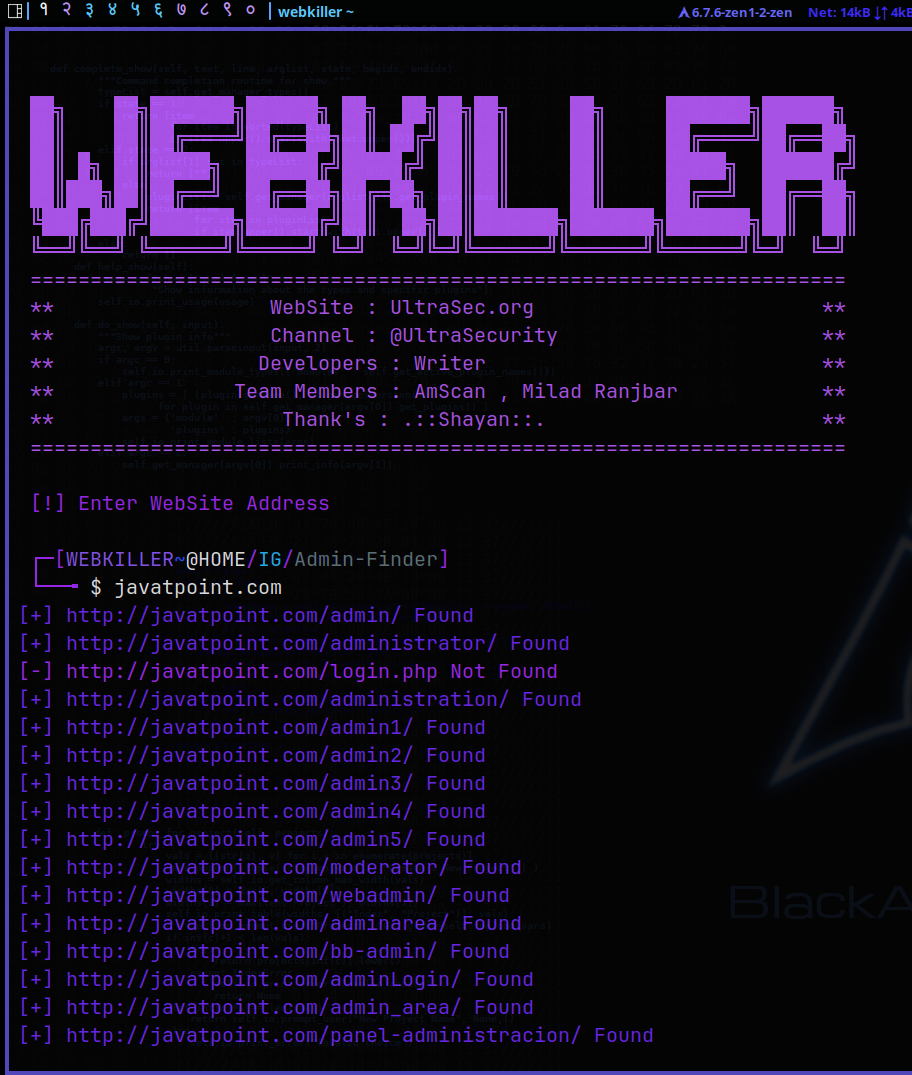 १ २ ३ ४ ५ ६ ७ ८ ९ ० webkiller ~ 6.7.6-zen1-2-zen Net: 14kB ↓↑ 4kB
WEBKILLER
====================================================================
** WebSite : UltraSec.org **
** Channel : @UltraSecurity **
** Developers : Writer **
** Team Members : AmScan , Milad Ranjbar **
** Thank's : .::Shayan::. **
====================================================================
[!] Enter WebSite Address
[WEBKILLER~@HOME/IG/Admin-Finder]
$ javatpoint.com
[+] http://javatpoint.com/admin/ Found
[+] http://javatpoint.com/administrator/ Found
[-] http://javatpoint.com/login.php Not Found
[+] http://javatpoint.com/administration/ Found
[+] http://javatpoint.com/admin1/ Found
[+] http://javatpoint.com/admin2/ Found
[+] http://javatpoint.com/admin3/ Found
[+] http://javatpoint.com/admin4/ Found
[+] http://javatpoint.com/admin5/ Found
[+] http://javatpoint.com/moderator/ Found
[+] http://javatpoint.com/webadmin/ Found
[+] http://javatpoint.com/adminarea/ Found
[+] http://javatpoint.com/bb-admin/ Found
[+] http://javatpoint.com/adminLogin/ Found
[+] http://javatpoint.com/admin_area/ Found
[+] http://javatpoint.com/panel-administracion/ Found
BlackA